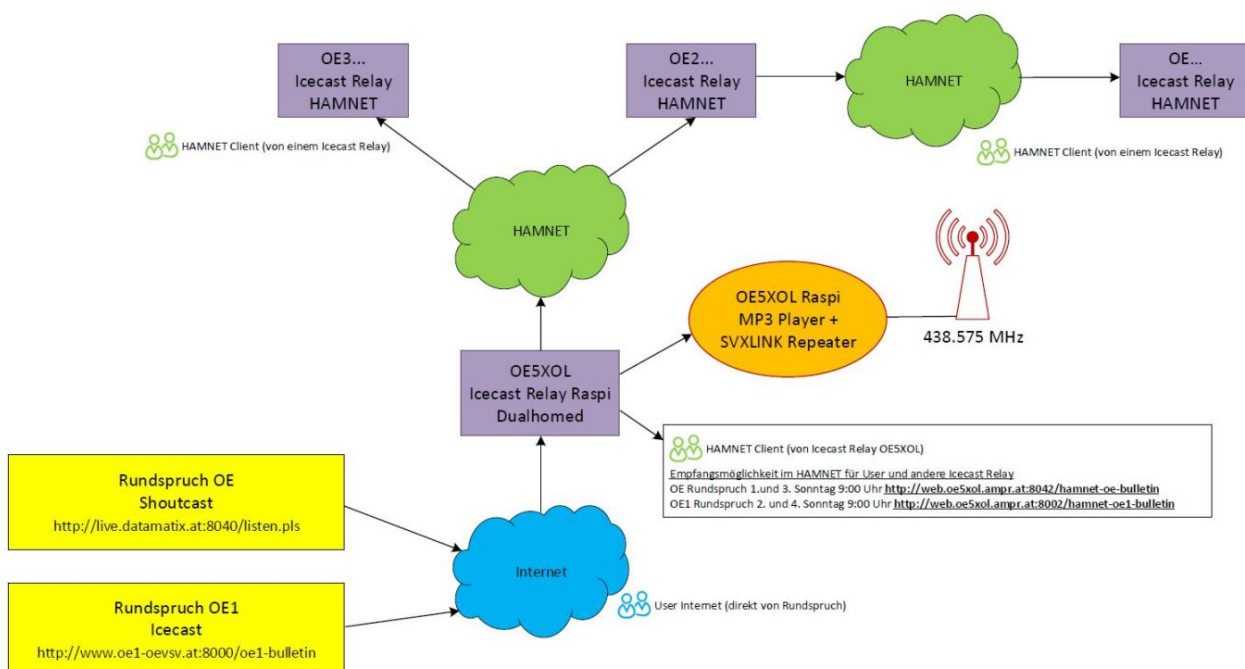 OE3...
Icecast Relay
HAMNET
OE2...
Icecast Relay
HAMNET
HAMNET
OE...
Icecast Relay
HAMNET
HAMNET Client (von einem Icecast Relay)
HAMNET Client (von einem Icecast Relay)
HAMNET
OE5XOL Raspi
MP3 Player +
SVXLINK Repeater
438.575 MHz
OE5XOL
Icecast Relay Raspi
Dualhomed
HAMNET Client (von Icecast Relay OE5XOL)
Empfangsmöglichkeit im HAMNET für User und andere Icecast Relay
OE Rundspruch 1.und 3. Sonntag 9:00 Uhr http://web.oe5xol.ampr.at:8042/hamnet-oe-bulletin
OE1 Rundspruch 2. und 4. Sonntag 9:00 Uhr http://web.oe5xol.ampr.at:8002/hamnet-oe1-bulletin
Rundspruch OE
Shoutcast
http://live.datamatix.at:8040/listen.pls
Internet
User Internet (direkt von Rundspruch)
Rundspruch OE1
Icecast
http://www.oe1-oevsv.at:8000/oe1-bulletin